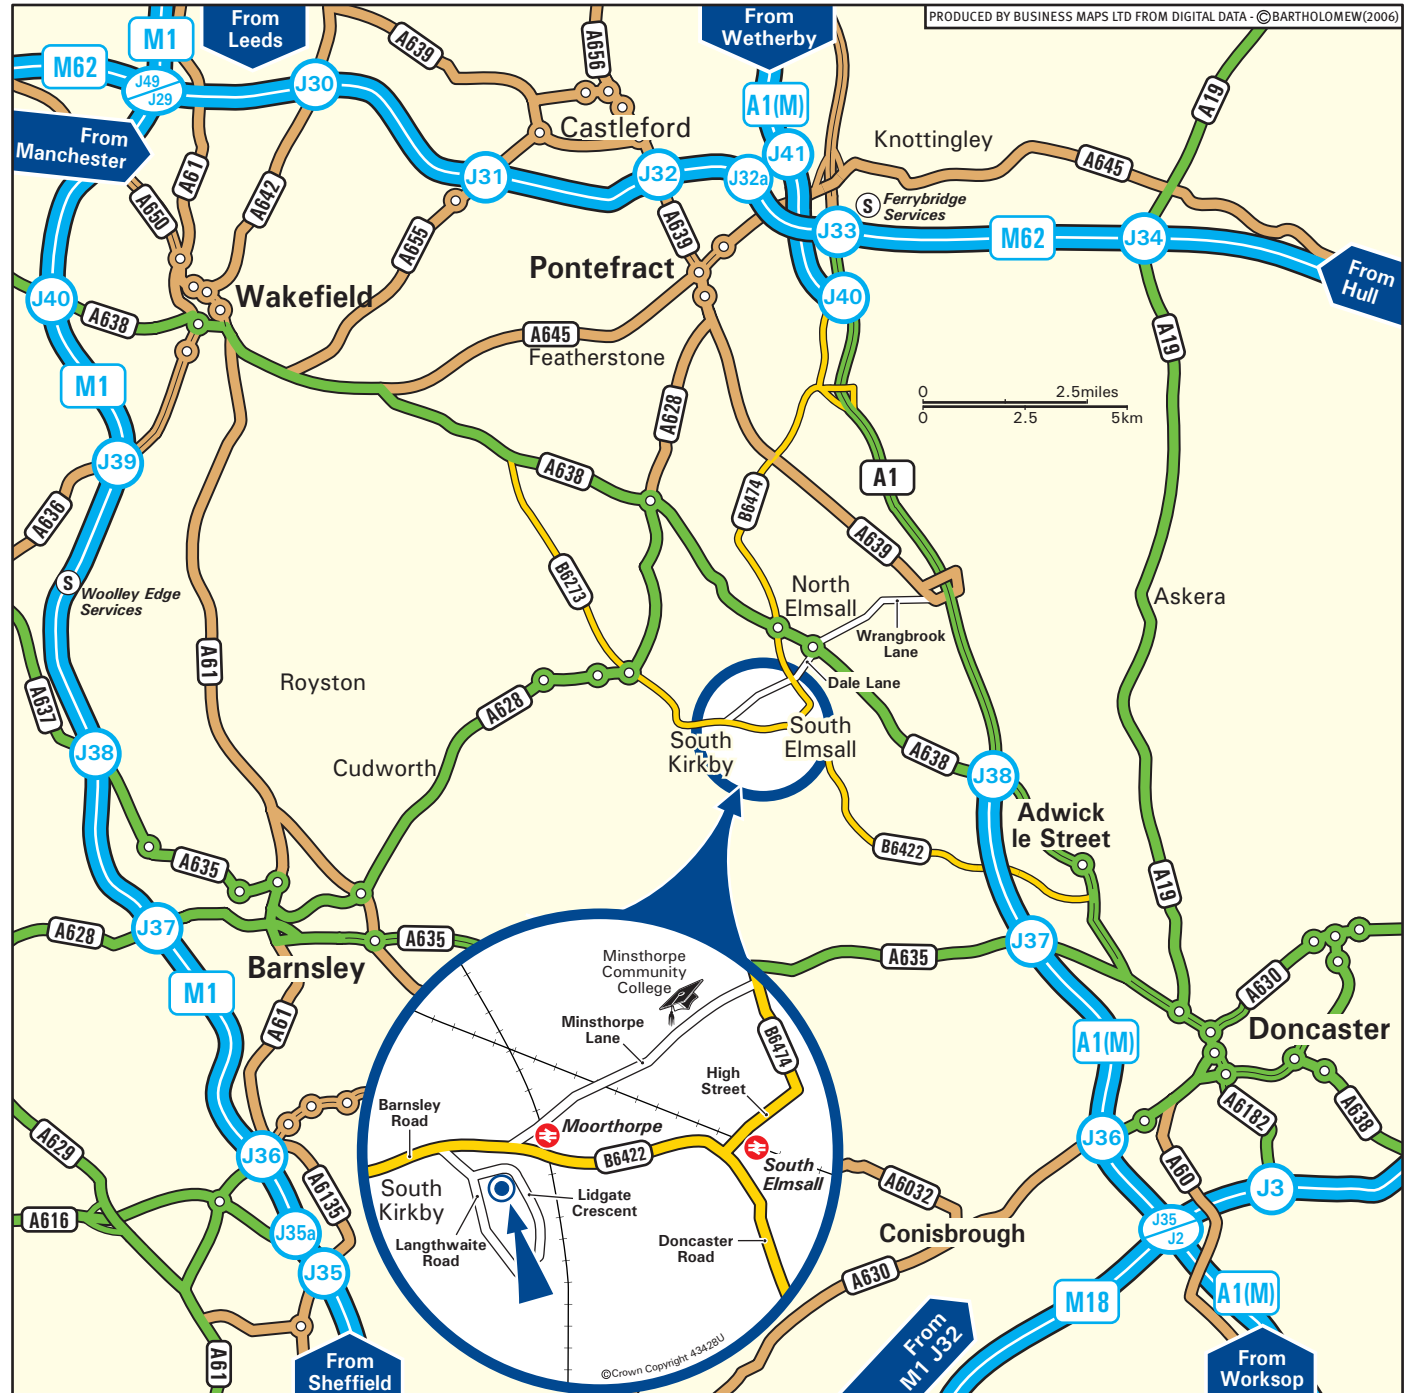 PRODUCED BY BUSINESS MAPS LTD FROM DIGITAL DATA - ©BARTHOLOMEW(2006)
From
Leeds
From
Wetherby
M1
M62
J49
J29
J30
A639
A656
A1(M)
A19
From
Manchester
Castleford
Knottingley
A645
J41
J31
J32
J32a
A61
A642
A650
A655
A639
S
Ferrybridge
Services
J33
M62
J34
From
Hull
Pontefract
J40
A638
Wakefield
J40
A645
Featherstone
A19
M1
A628
0
2.5miles
0
2.5
5km
J39
A638
A1
B6474
A636
A639
S
Woolley Edge
Services
B6273
North
Elmsall
Askera
Wrangbrook
Lane
A61
Royston
Dale Lane
A637
A628
South
Kirkby
South
Elmsall
J38
Cudworth
A638
J38
Adwick
le Street
A635
B6422
A19
J37
A628
A635
J37
A635
Barnsley
M1
A630
Minsthorpe
Community
College
Minsthorpe
Lane
A61
B6474
A1(M)
Doncaster
High
Street
Barnsley
Road
Moorthorpe
A6182
A638
A629
J36
B6422
J36
South
Elmsall
A60
A6135
South
Kirkby
Lidgate
Crescent
A6032
J3
A616
J35a
Langthwaite
Road
Doncaster
Road
Conisbrough
J35
J2
J35
A630
M18
A1(M)
A61
From
Sheffield
©Crown Copyright 43428U
From
M1 J32
From
Worksop